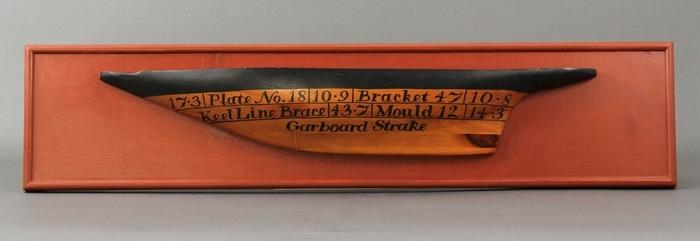 17·3 Plate No. 18 10·9 Bracket 47 10·8
Keel Line Brace 43·7 Mould 12 14·3
Garboard Strake